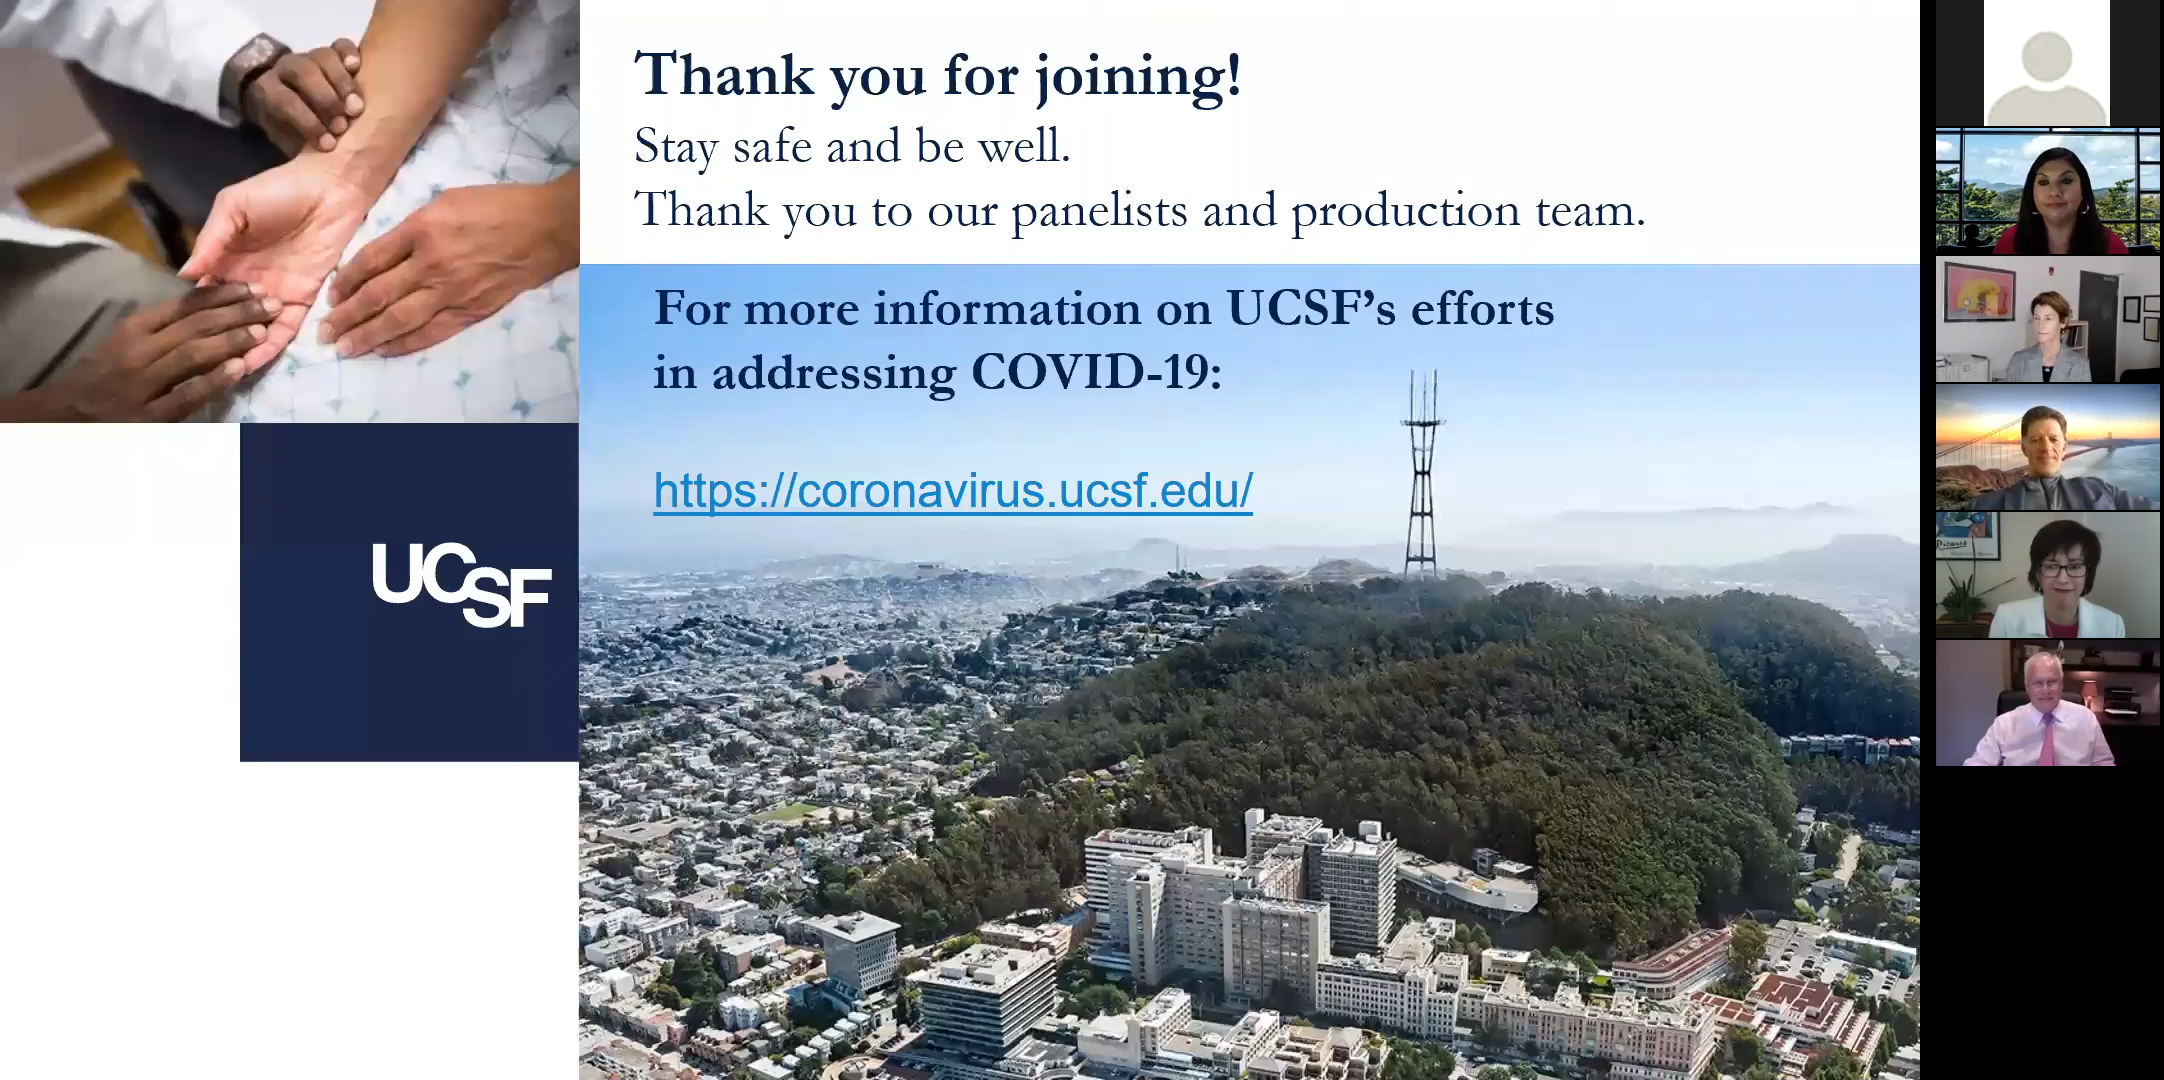 Thank you for joining!
Stay safe and be well.
Thank you to our panelists and production team.
For more information on UCSF’s efforts
in addressing COVID-19:
https://coronavirus.ucsf.edu/
UCSF